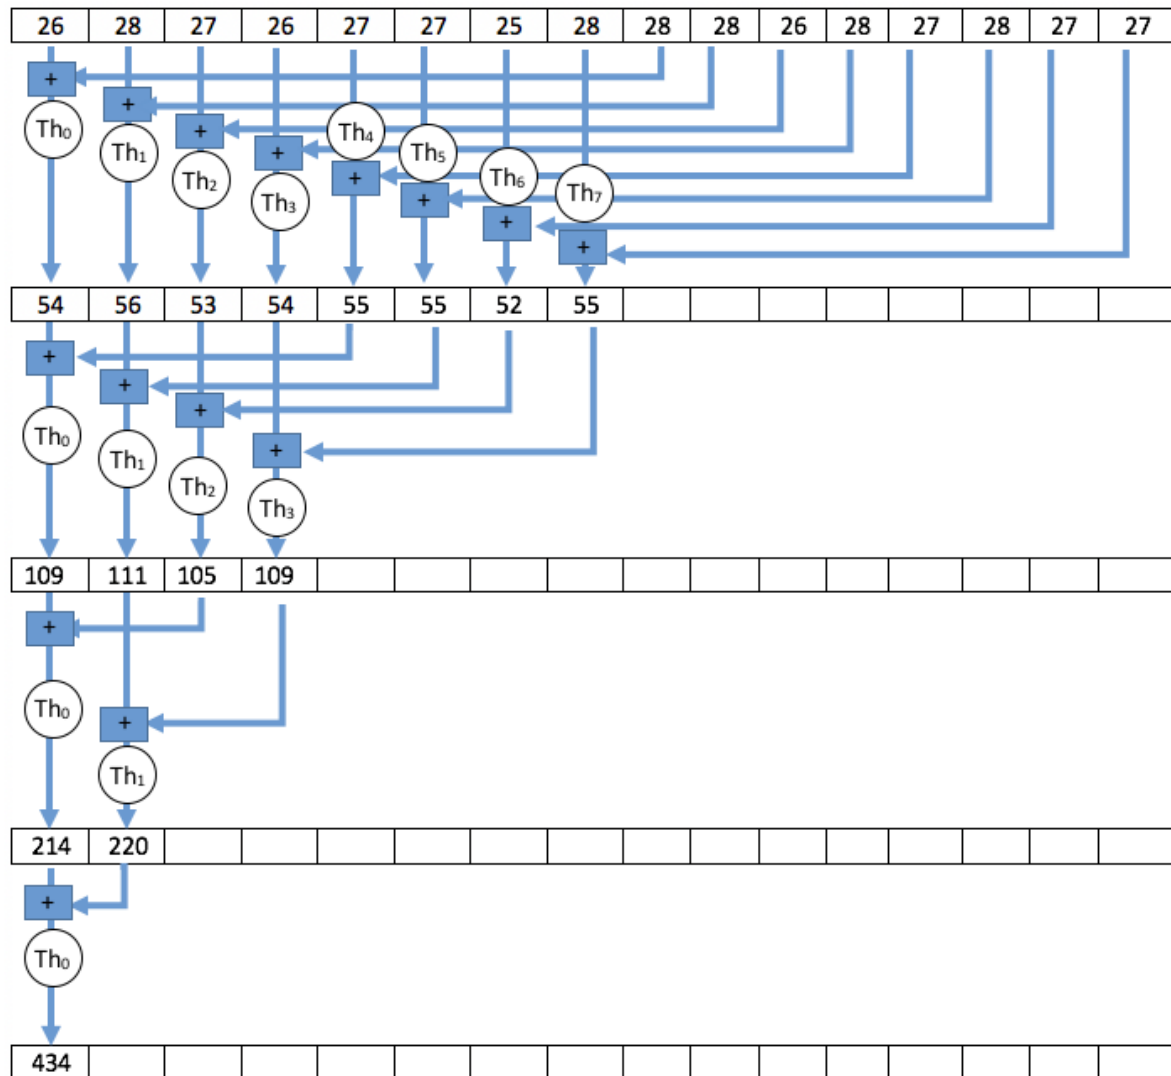 26 28 27 26 27 27 25 28 28 28 26 28 27 28 27 27
+
+
Th₀
Th₄
+
Th₁
+
Th₅
Th₂
+
Th₆
Th₇
Th₃
+
+
+
54 56 53 54 55 55 52 55
+
+
+
Th₀
+
Th₁
Th₂
Th₃
109 111 105 109
+
Th₀
+
Th₁
214 220
+
Th₀
434